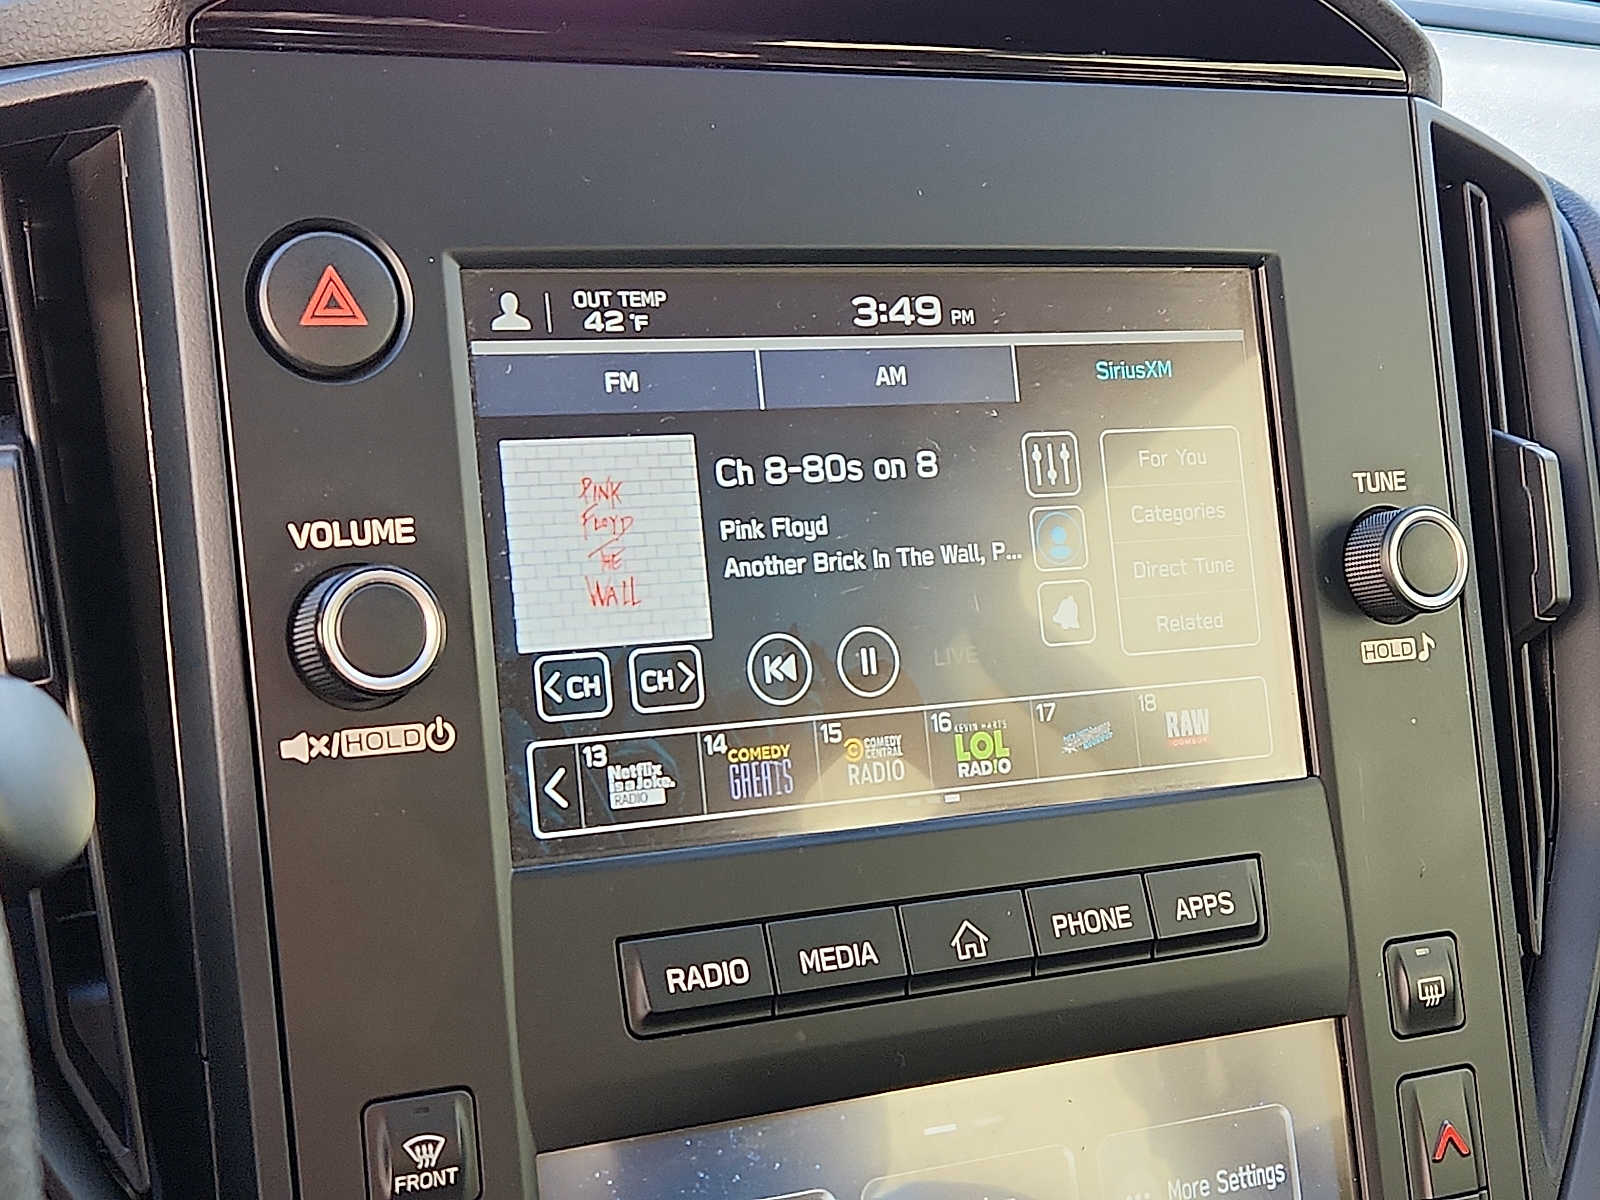 OUT TEMP
42°F
3:49 PM
FM
AM
SiriusXM
PINK
FLOYD
THE
WALL
Ch 8-80s on 8
Pink Floyd
Another Brick In The Wall, P...
For You
Categories
Direct Tune
Related
VOLUME
TUNE
HOLD
/HOLD
CH
CH
LIVE
13
Netflix
Is a Joke.
RADIO
14
COMEDY
GREATS
15
COMEDY
CENTRAL
RADIO
16
KEVIN HART'S
LOL
RADIO
17
18
RAW
COMEDY
RADIO
MEDIA
PHONE
APPS
FRONT
More Settings